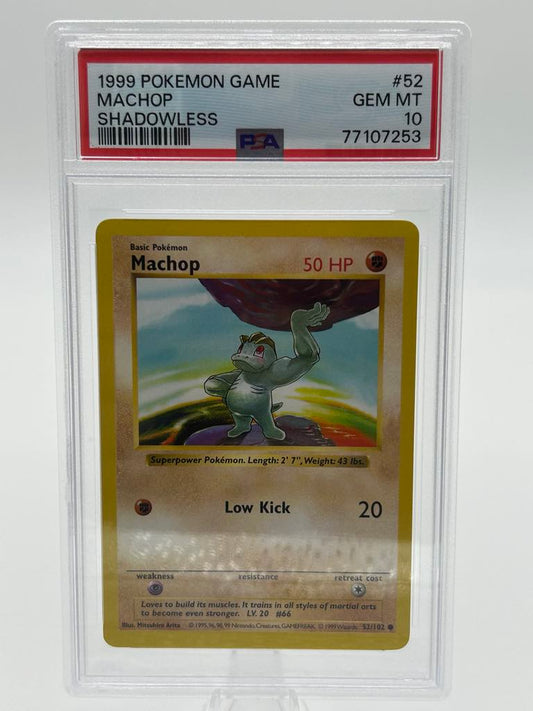 1999 POKEMON GAME #52
MACHOP GEM MT
SHADOWLESS 10
PSA 77107253
Basic Pokémon
Machop 50 HP
Superpower Pokémon. Length: 2' 7", Weight: 43 lbs.
Low Kick 20
weakness resistance retreat cost
Loves to build its muscles. It trains in all styles of martial arts
to become even stronger. LV. 20 #66
Illus. Mitsuhiro Arita © 1995, 96, 98, 99 Nintendo, Creatures, GAMEFREAK. © 1999 Wizards. 52/102